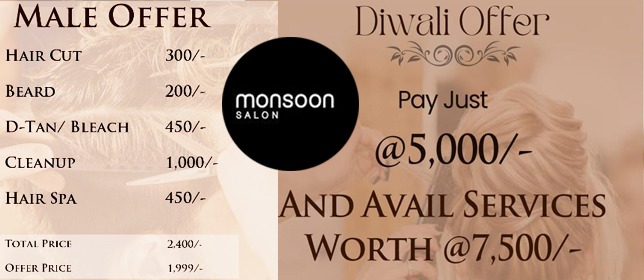 MALE OFFER
HAIR CUT 300/-
BEARD 200/-
D-TAN/ BLEACH 450/-
CLEANUP 1,000/-
HAIR SPA 450/-
TOTAL PRICE 2,400/-
OFFER PRICE 1,999/-
monsoon
SALON
Diwali Offer
Pay Just
@5,000/-
AND AVAIL SERVICES
WORTH @7,500/-